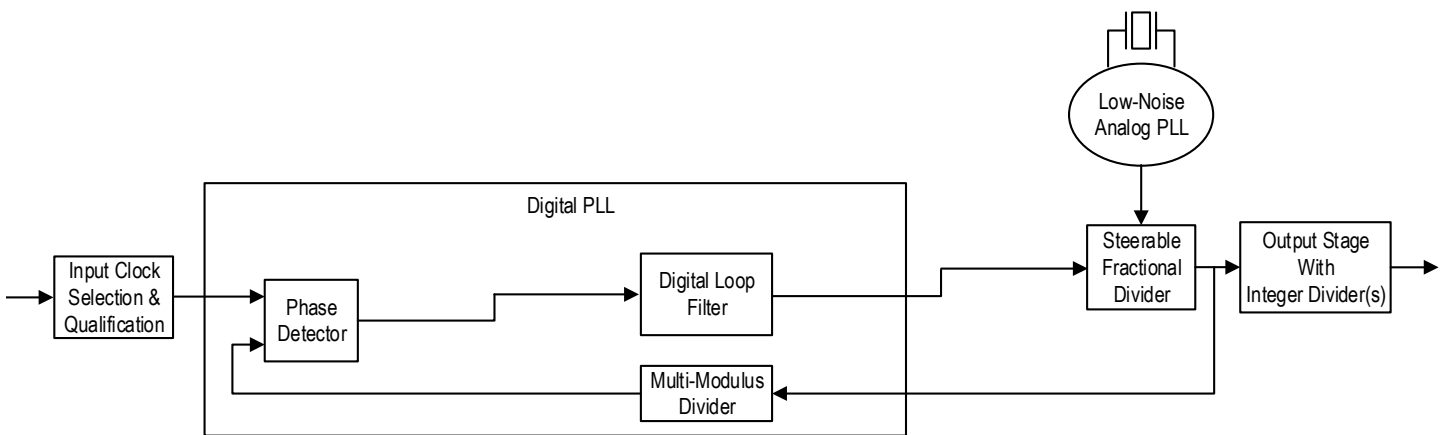 Low-Noise
Analog PLL
Digital PLL
Input Clock
Selection &
Qualification
Phase
Detector
Digital Loop
Filter
Steerable
Fractional
Divider
Output Stage
With
Integer Divider(s)
Multi-Modulus
Divider